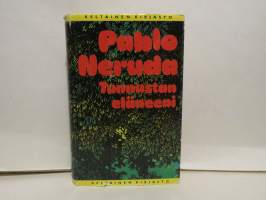 KELTAINEN KIRJASTO
Pablo
Neruda
Tunnustan
eläneeni
KELTAINEN KIRJASTO